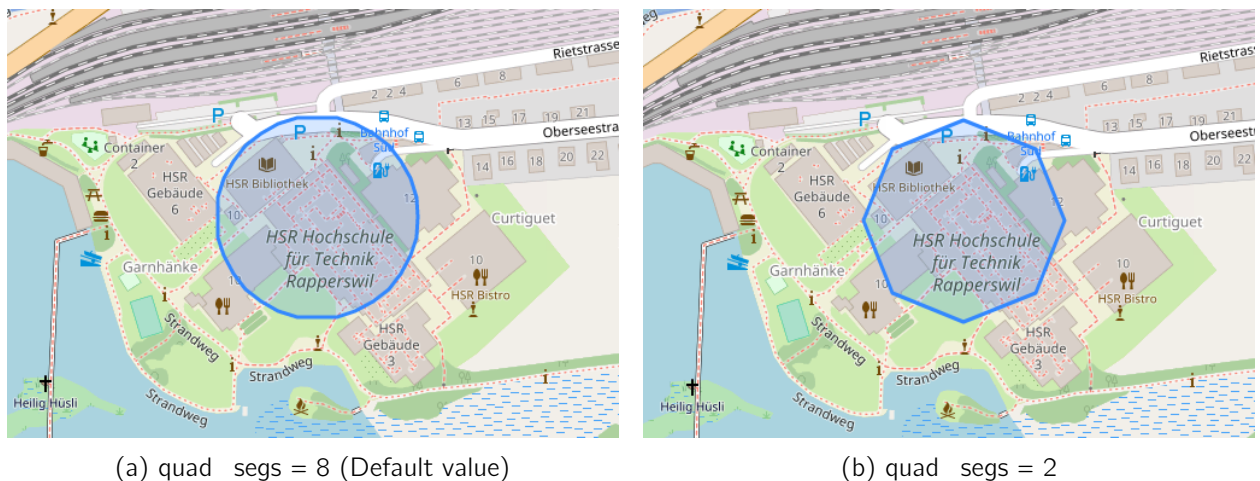 Rietstrasse
6
8
2 2 4
P
P
i
Bahnhof
Süd
13
15
17
19
21
Oberseestra
14
16
18
20
22
Container
2
HSR
Gebäude
6
HSR Bibliothek
i
10
12
Curtiguet
HSR Hochschule
für Technik
Rapperswil
Garnhänke
i
10
10
HSR Bistro
i
Strandweg
HSR
Gebäude
3
i
Strandweg
i
Heilig Hüsli
Strandweg
(a) quad segs = 8 (Default value)
Rietstrasse
6
8
2 2 4
P
P
i
Bahnhof
Sü
13
15
17
19
21
Oberseestra
14
16
18
20
22
Container
2
HSR
Gebäude
6
HSR Bibliothek
i
10
12
Curtiguet
HSR Hochschule
für Technik
Rapperswil
Garnhänke
i
10
10
HSR Bistro
i
Strandweg
HSR
Gebäude
3
i
Strandweg
i
Heilig Hüsli
Strandweg
(b) quad segs = 2